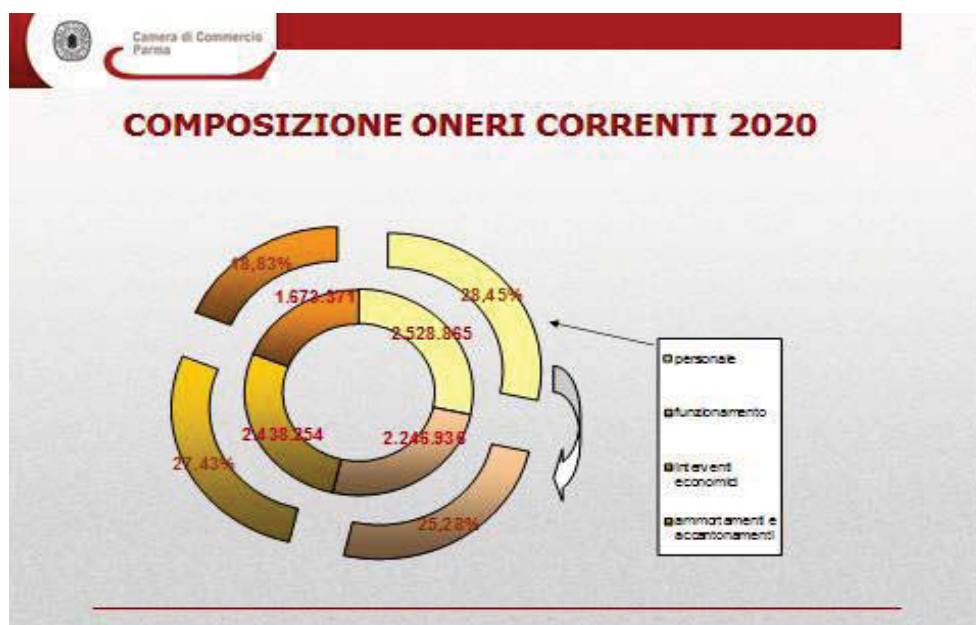 Camera di Commercio
Parma
COMPOSIZIONE ONERI CORRENTI 2020
18,83%
28,45%
1.673.371
2.528.865
2.438.254
2.246.936
27,43%
25,28%
personale
funzionamento
interventi
economici
ammortamenti e
accantonamenti